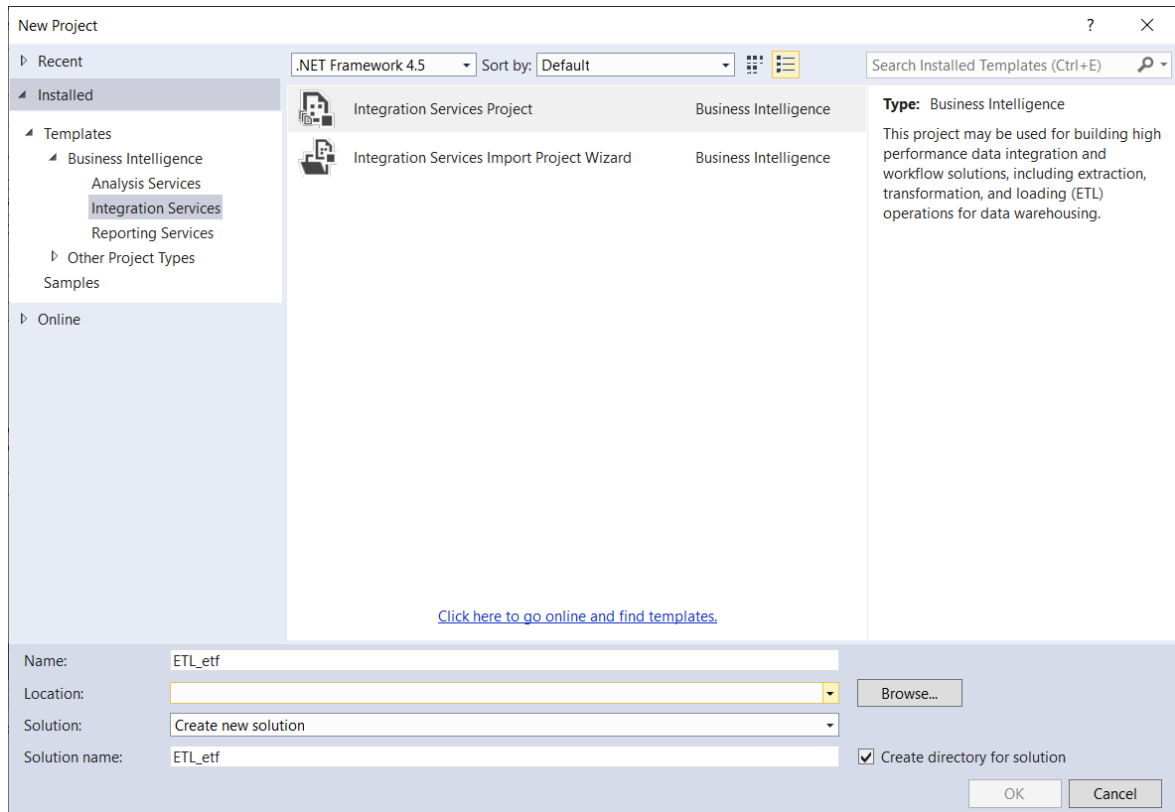 New Project
?
Recent
Installed
Templates
Business Intelligence
Analysis Services
Integration Services
Reporting Services
Other Project Types
Samples
Online
.NET Framework 4.5 Sort by: Default
Integration Services Project Business Intelligence
Integration Services Import Project Wizard Business Intelligence
Click here to go online and find templates.
Search Installed Templates (Ctrl+E)
Type: Business Intelligence
This project may be used for building high
performance data integration and
workflow solutions, including extraction,
transformation, and loading (ETL)
operations for data warehousing.
Name: ETL_etf
Location: Browse...
Solution: Create new solution
Solution name: ETL_etf
Create directory for solution
OK Cancel